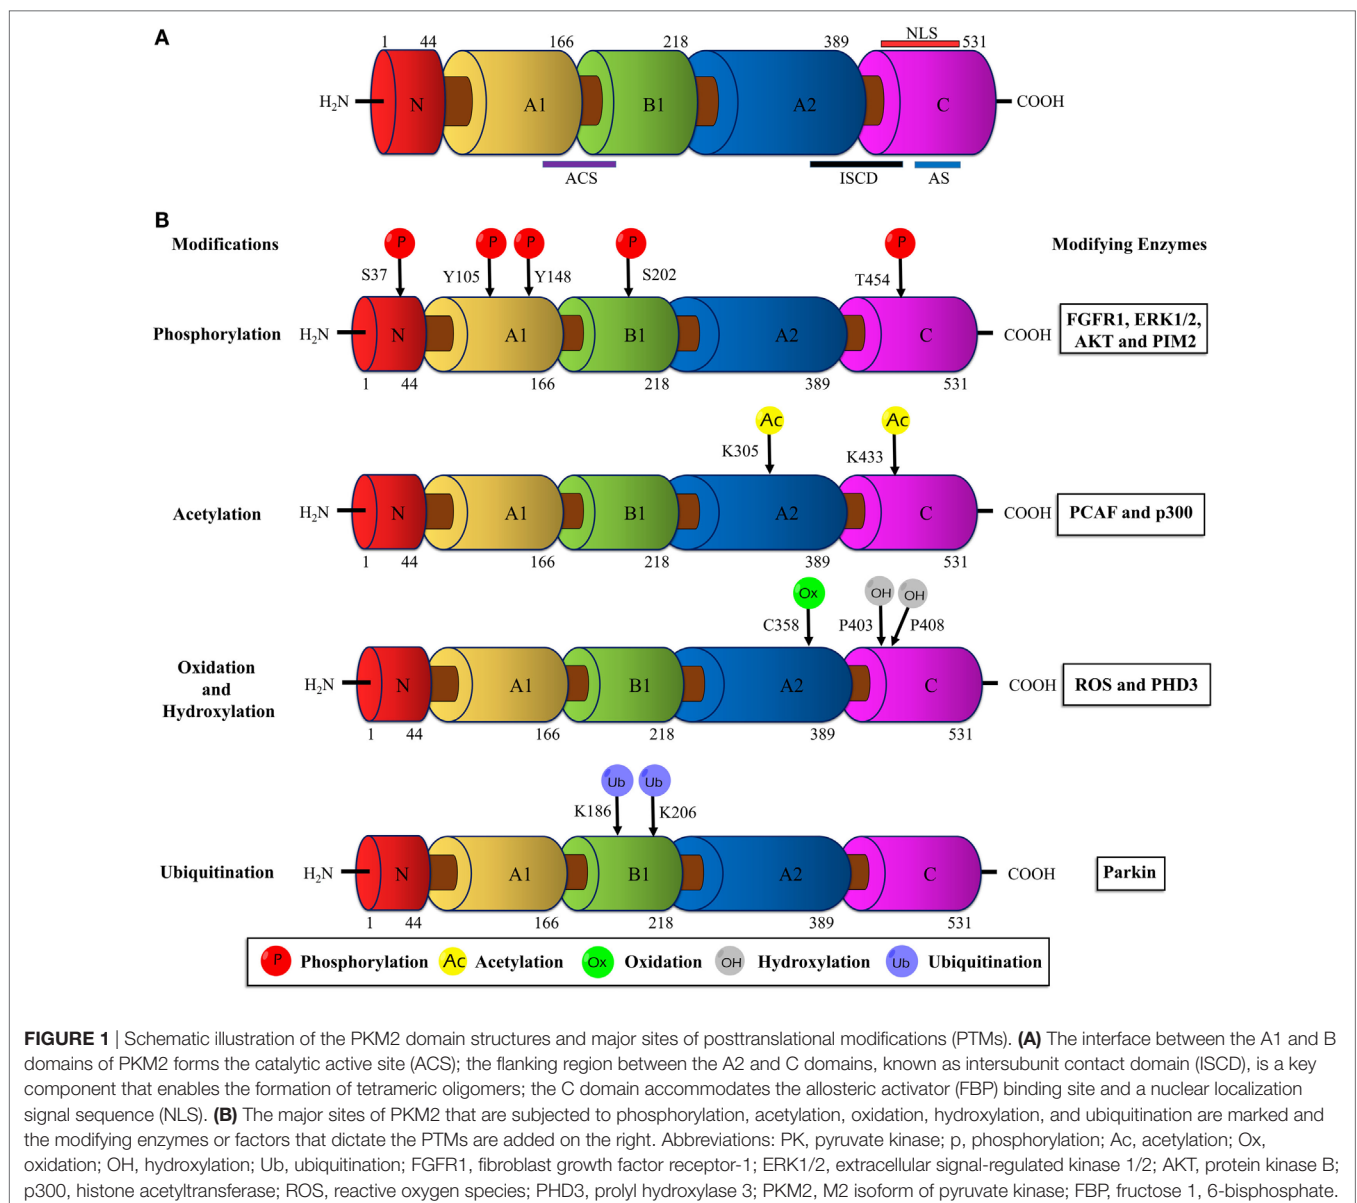 A
1 44 166 218 389 NLS 531
H₂N N A1 B1 A2 C COOH
ACS ISCD AS
B
Modifications P P P P P Modifying Enzymes
S37 Y105 Y148 S202 T454
Phosphorylation H₂N N A1 B1 A2 C COOH
FGFR1, ERK1/2,
AKT and PIM2
1 44 166 218 389 531
Ac Ac
K305 K433
Acetylation H₂N N A1 B1 A2 C COOH PCAF and p300
1 44 166 218 389 531
Ox OH OH
C358 P403 P408
Oxidation
and
Hydroxylation
H₂N N A1 B1 A2 C COOH ROS and PHD3
1 44 166 218 389 531
Ub Ub
K186 K206
Ubiquitination H₂N N A1 B1 A2 C COOH Parkin
1 44 166 218 389 531
P Phosphorylation Ac Acetylation Ox Oxidation OH Hydroxylation Ub Ubiquitination
FIGURE 1 | Schematic illustration of the PKM2 domain structures and major sites of posttranslational modifications (PTMs). (A) The interface between the A1 and B
domains of PKM2 forms the catalytic active site (ACS); the flanking region between the A2 and C domains, known as intersubunit contact domain (ISCD), is a key
component that enables the formation of tetrameric oligomers; the C domain accommodates the allosteric activator (FBP) binding site and a nuclear localization
signal sequence (NLS). (B) The major sites of PKM2 that are subjected to phosphorylation, acetylation, oxidation, hydroxylation, and ubiquitination are marked and
the modifying enzymes or factors that dictate the PTMs are added on the right. Abbreviations: PK, pyruvate kinase; p, phosphorylation; Ac, acetylation; Ox,
oxidation; OH, hydroxylation; Ub, ubiquitination; FGFR1, fibroblast growth factor receptor-1; ERK1/2, extracellular signal-regulated kinase 1/2; AKT, protein kinase B;
p300, histone acetyltransferase; ROS, reactive oxygen species; PHD3, prolyl hydroxylase 3; PKM2, M2 isoform of pyruvate kinase; FBP, fructose 1, 6-bisphosphate.